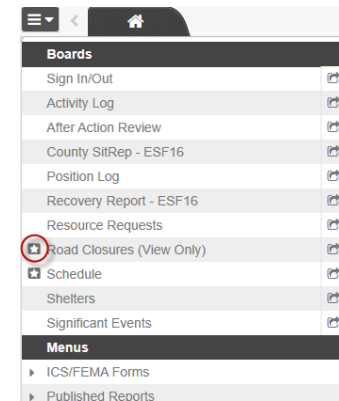 Boards
Sign In/Out
Activity Log
After Action Review
County SitRep - ESF16
Position Log
Recovery Report - ESF16
Resource Requests
Road Closures (View Only)
Schedule
Shelters
Significant Events
Menus
ICS/FEMA Forms
Published Reports